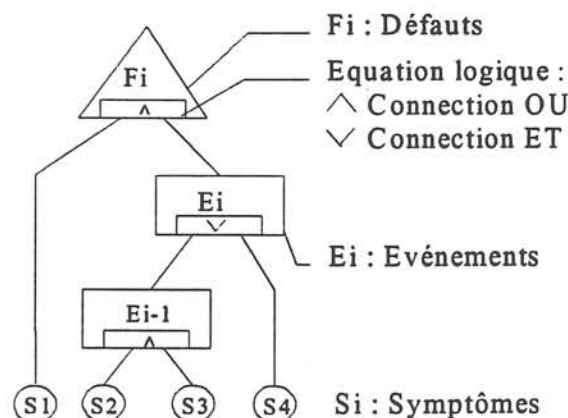 Fi : Défauts
Fi
Equation logique :
∧ Connection OU
∨ Connection ET
Ei
Ei : Evénements
Ei-1
S1 S2 S3 S4 Si : Symptômes